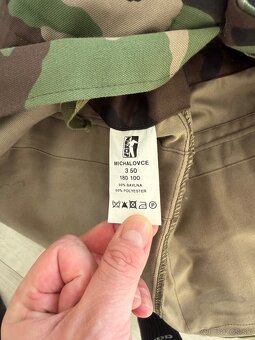 MICHALOVCE
3 50
180 100
50% BAVLNA
50% POLYESTER